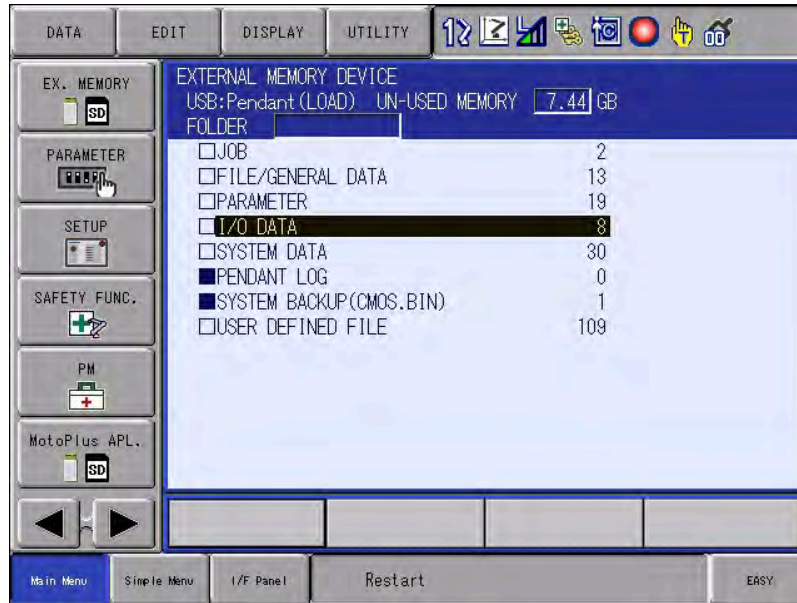 DATA EDIT DISPLAY UTILITY
EX. MEMORY
SD
PARAMETER
SETUP
SAFETY FUNC.
PM
MotoPlus APL.
SD
EXTERNAL MEMORY DEVICE
USB:Pendant(LOAD) UN-USED MEMORY 7.44 GB
FOLDER
JOB 2
FILE/GENERAL DATA 13
PARAMETER 19
I/O DATA 8
SYSTEM DATA 30
PENDANT LOG 0
SYSTEM BACKUP(CMOS.BIN) 1
USER DEFINED FILE 109
Main Menu Simple Menu I/F Panel Restart EASY